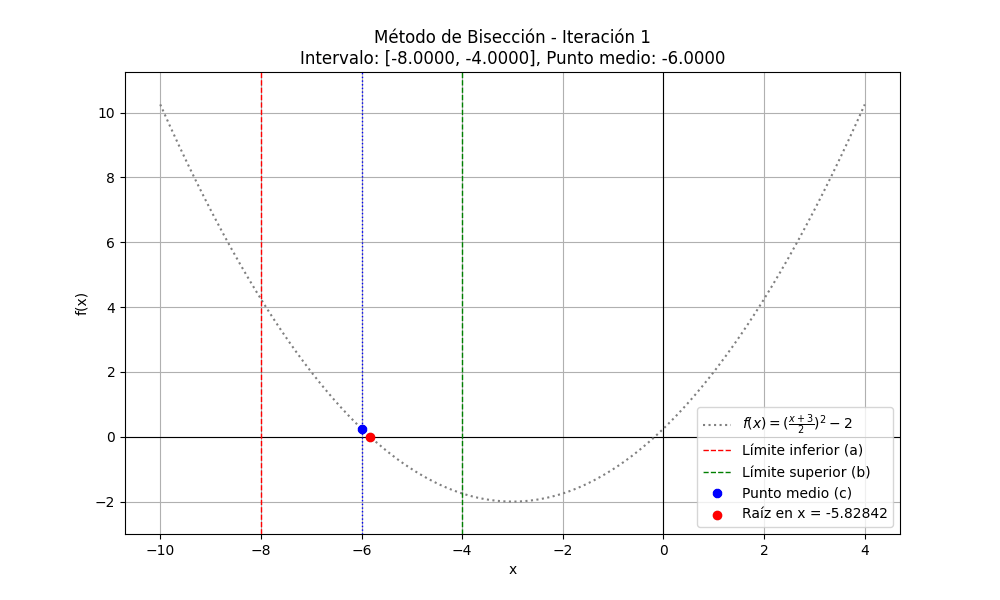 Método de Bisección - Iteración 1
Intervalo: [-8.0000, -4.0000], Punto medio: -6.0000
f(x)
10
8
6
4
2
0
−2
−10
−8
−6
−4
−2
0
2
4
x
f(x) = (\frac{x+3}{2})^2 − 2
Límite inferior (a)
Límite superior (b)
Punto medio (c)
Raíz en x = -5.82842